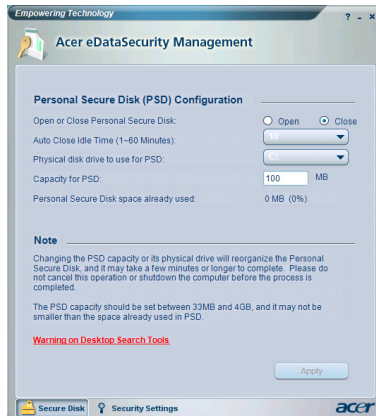 Empowering Technology
? - x
Acer eDataSecurity Management
Personal Secure Disk (PSD) Configuration
Open or Close Personal Secure Disk: Open Close
Auto Close Idle Time (1~60 Minutes): 10
Physical disk drive to use for PSD: C:
Capacity for PSD: 100 MB
Personal Secure Disk space already used: 0 MB (0%)
Note
Changing the PSD capacity or its physical drive will reorganize the Personal
Secure Disk, and it may take a few minutes or longer to complete. Please do
not cancel this operation or shutdown the computer before the process is
completed.
The PSD capacity should be set between 33MB and 4GB, and it may not be
smaller than the space already used in PSD.
Warning on Desktop Search Tools
Apply
Secure Disk Security Settings acer